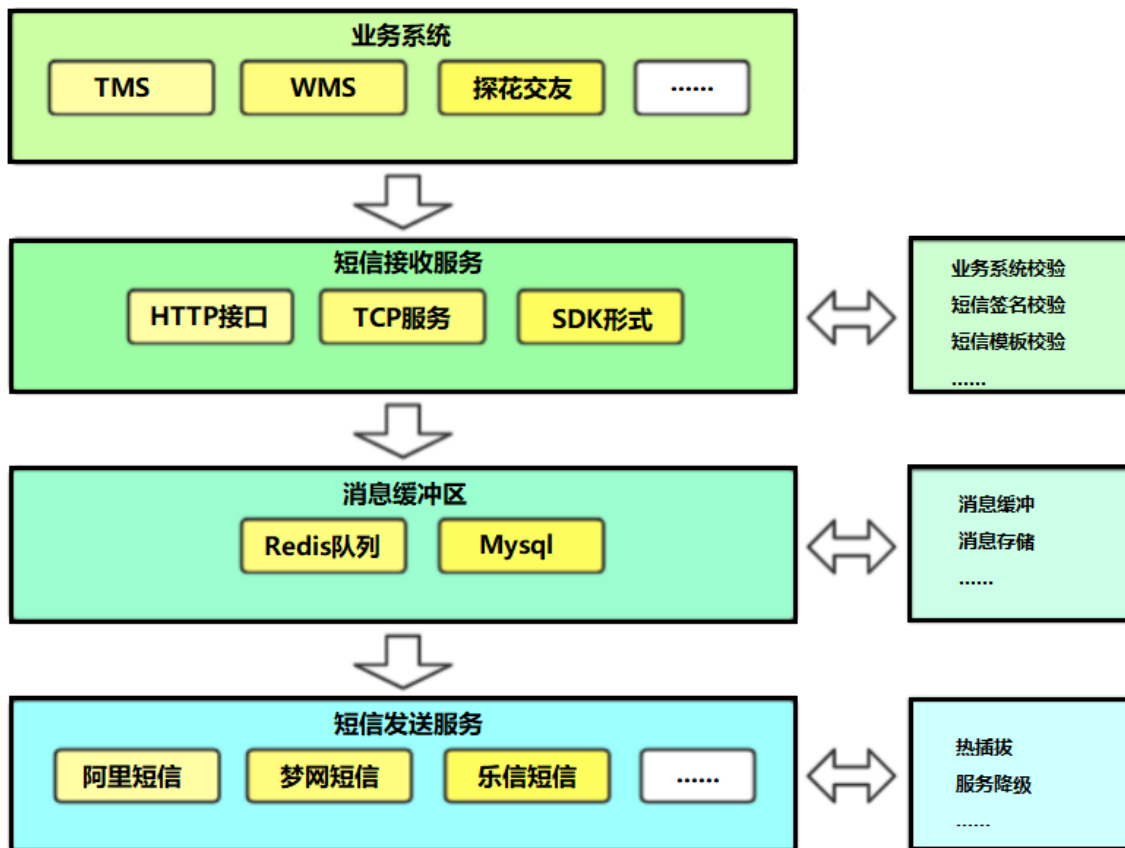 业务系统
TMS WMS 探花交友 ......
短信接收服务
HTTP接口 TCP服务 SDK形式
业务系统校验
短信签名校验
短信模板校验
......
消息缓冲区
Redis队列 Mysql
消息缓冲
消息存储
......
短信发送服务
阿里短信 梦网短信 乐信短信 ......
热插拔
服务降级
......